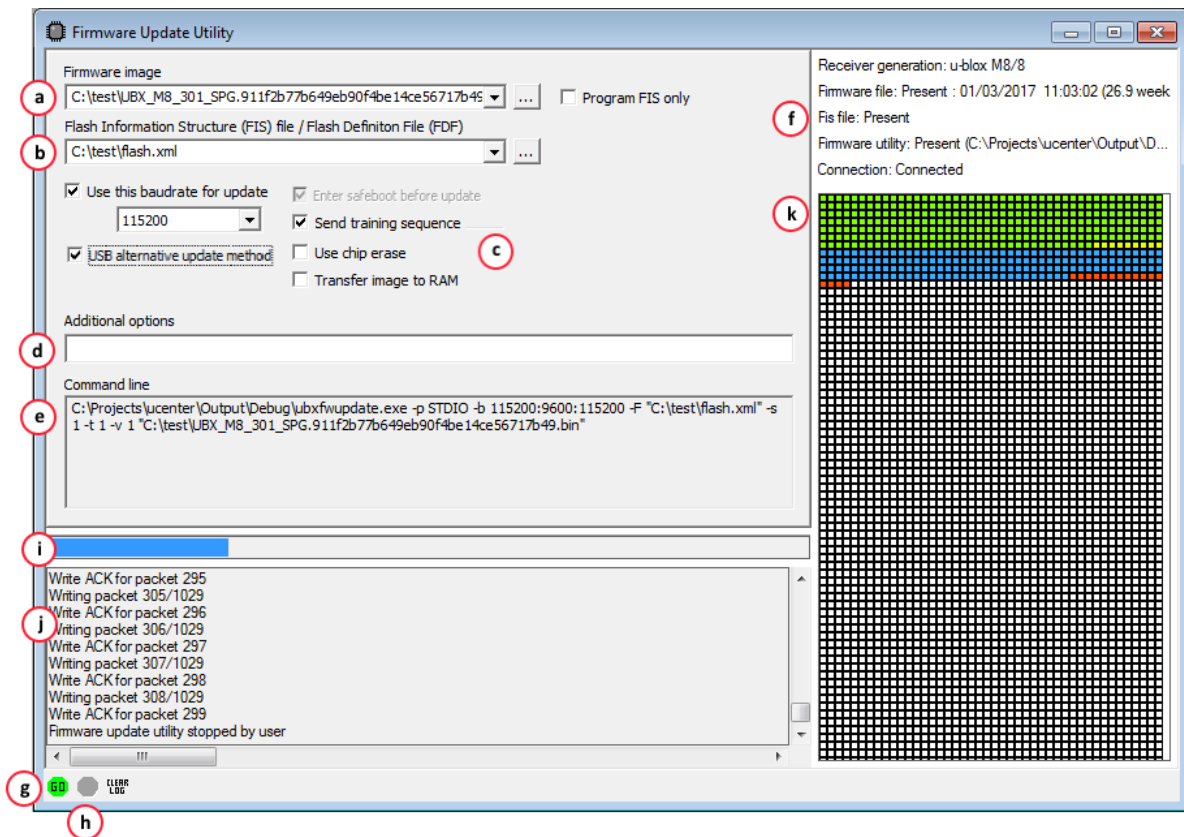 Firmware Update Utility
Firmware image
a
C:\test\UBX_M8_301_SPG.911f2b77b649eb90f4be14ce56717b49
...
Program FIS only
Flash Information Structure (FIS) file / Flash Definiton File (FDF)
b
C:\test\flash.xml
...
Use this baudrate for update
Enter safeboot before update
115200
Send training sequence
USB alternative update method
Use chip erase
c
Transfer image to RAM
Additional options
d
Command line
e
C:\Projects\ucenter\Output\Debug\ubxfwupdate.exe -p STDIO -b 115200:9600:115200 -F "C:\test\flash.xml" -s
1 -t 1 -v 1 "C:\test\UBX_M8_301_SPG.911f2b77b649eb90f4be14ce56717b49.bin"
i
Write ACK for packet 295
Writing packet 305/1029
Write ACK for packet 296
j
Writing packet 306/1029
Write ACK for packet 297
Writing packet 307/1029
Write ACK for packet 298
Writing packet 308/1029
Write ACK for packet 299
Firmware update utility stopped by user
g
GO
CLEAR
LOG
h
Receiver generation: u-blox M8/8
Firmware file: Present : 01/03/2017 11:03:02 (26.9 week
f
Fis file: Present
Firmware utility: Present (C:\Projects\ucenter\Output\D...
Connection: Connected
k